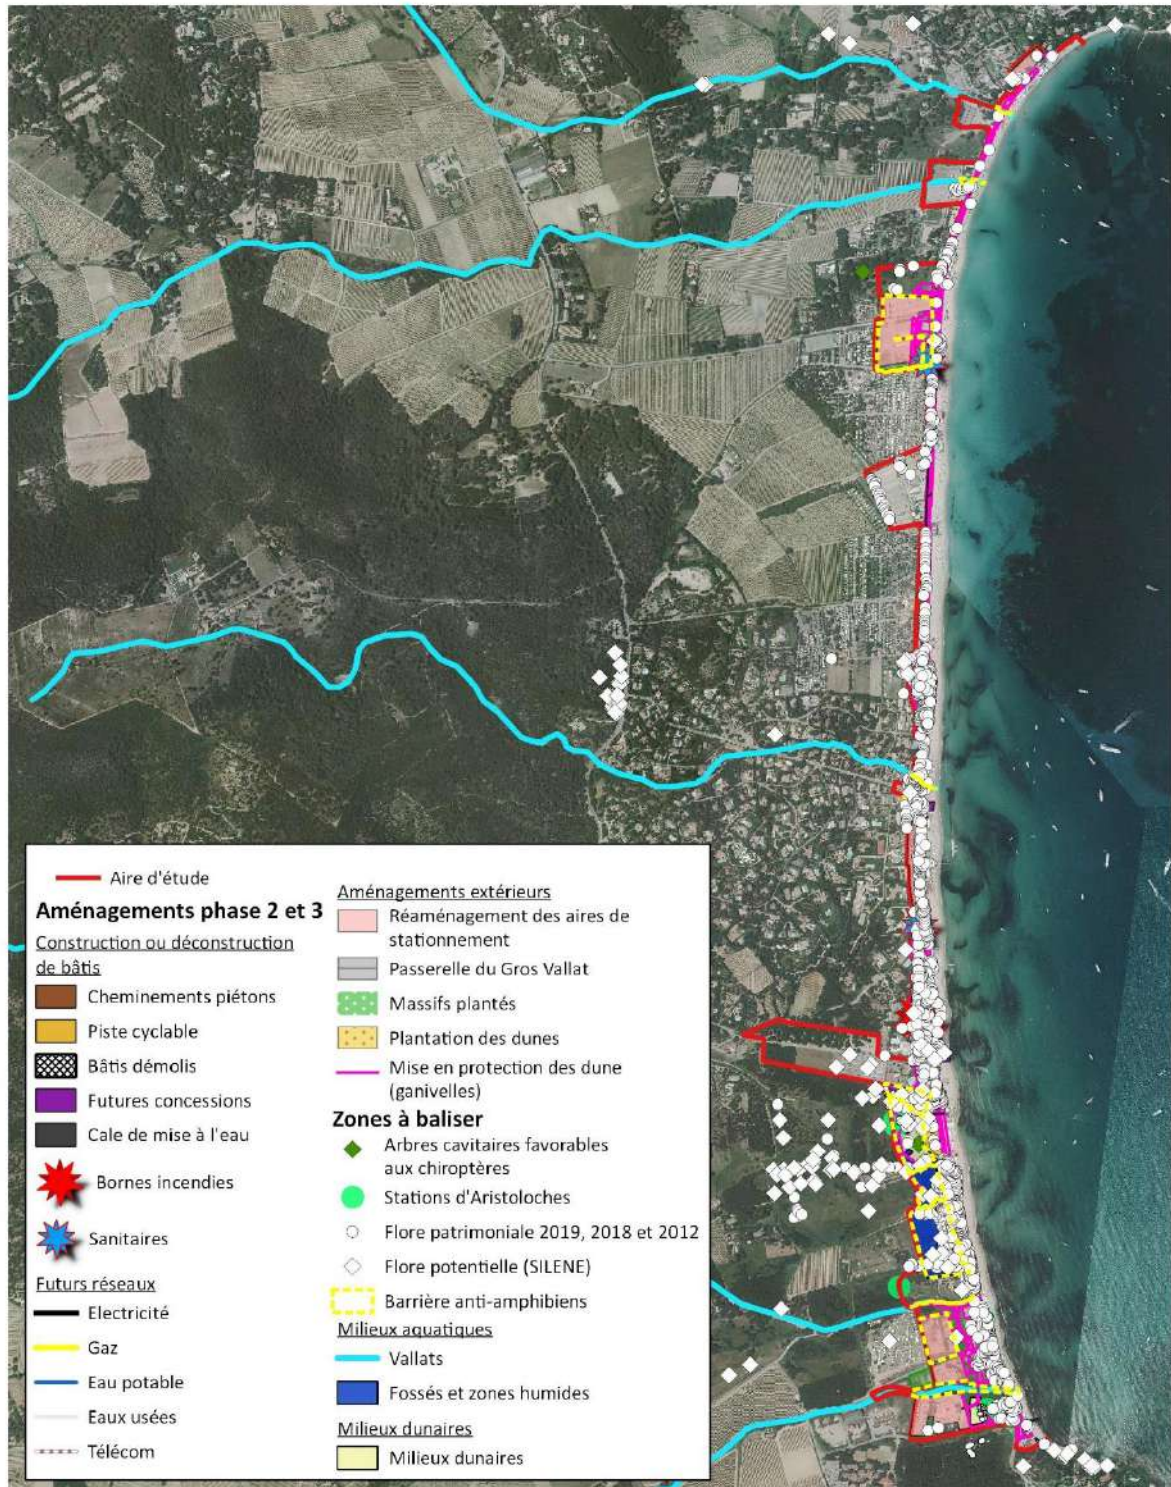 Aire d'étude
Aménagements phase 2 et 3
Construction ou déconstruction
de bâtis
Cheminements piétons
Piste cyclable
Bâtis démolis
Futures concessions
Cale de mise à l'eau
Bornes incendies
Sanitaires
Futurs réseaux
Electricité
Gaz
Eau potable
Eaux usées
Télécom
Aménagements extérieurs
Réaménagement des aires de
stationnement
Passerelle du Gros Vallat
Massifs plantés
Plantation des dunes
Mise en protection des dune
(ganivelles)
Zones à baliser
Arbres cavitaires favorables
aux chiroptères
Stations d'Aristoloches
Flore patrimoniale 2019, 2018 et 2012
Flore potentielle (SILENE)
Barrière anti-amphibiens
Milieux aquatiques
Vallats
Fossés et zones humides
Milieux dunaires
Milieux dunaires